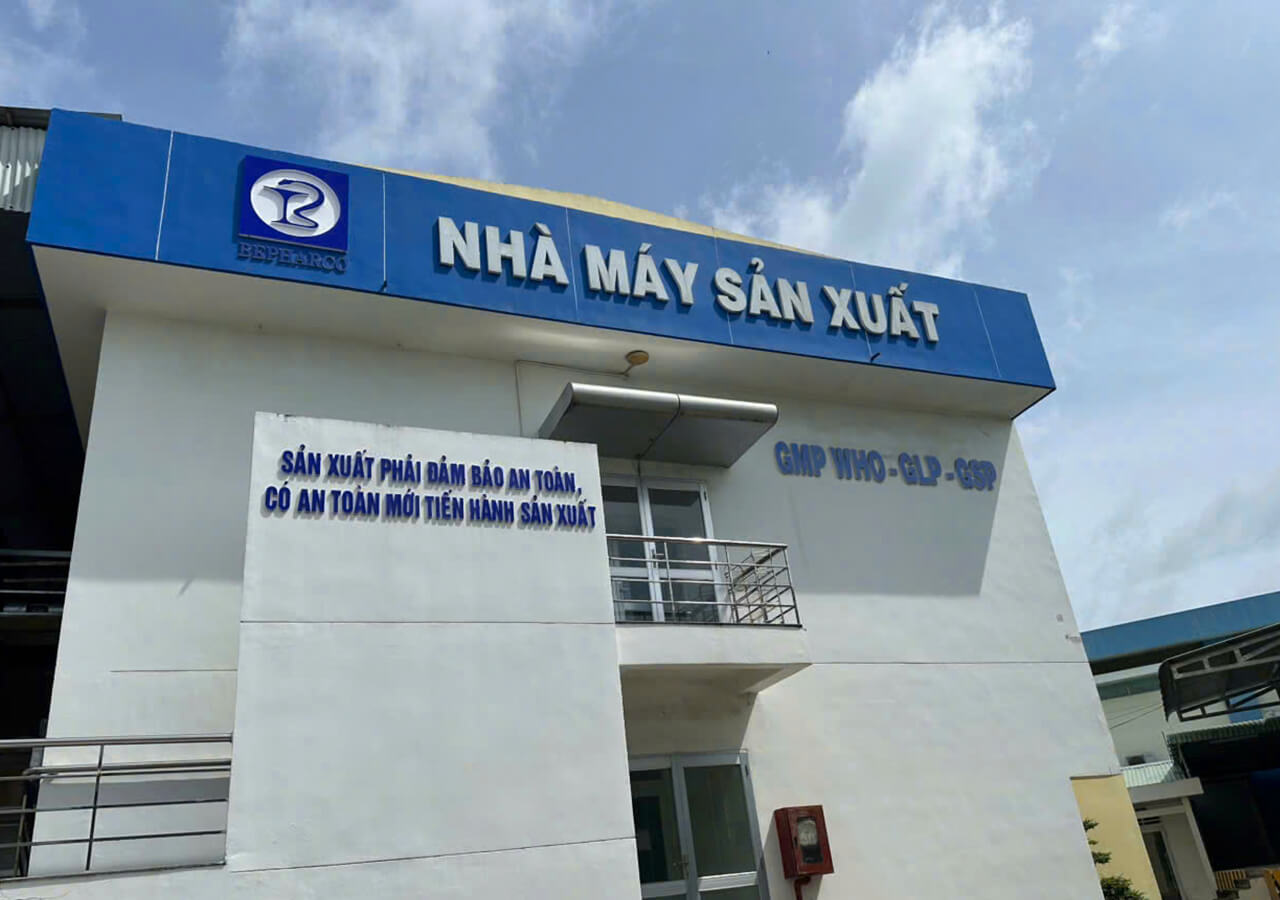 BEPHARCO
NHÀ MÁY SẢN XUẤT
SẢN XUẤT PHẢI ĐẢM BẢO AN TOÀN,
CÓ AN TOÀN MỚI TIẾN HÀNH SẢN XUẤT
GMP WHO - GLP - GSP